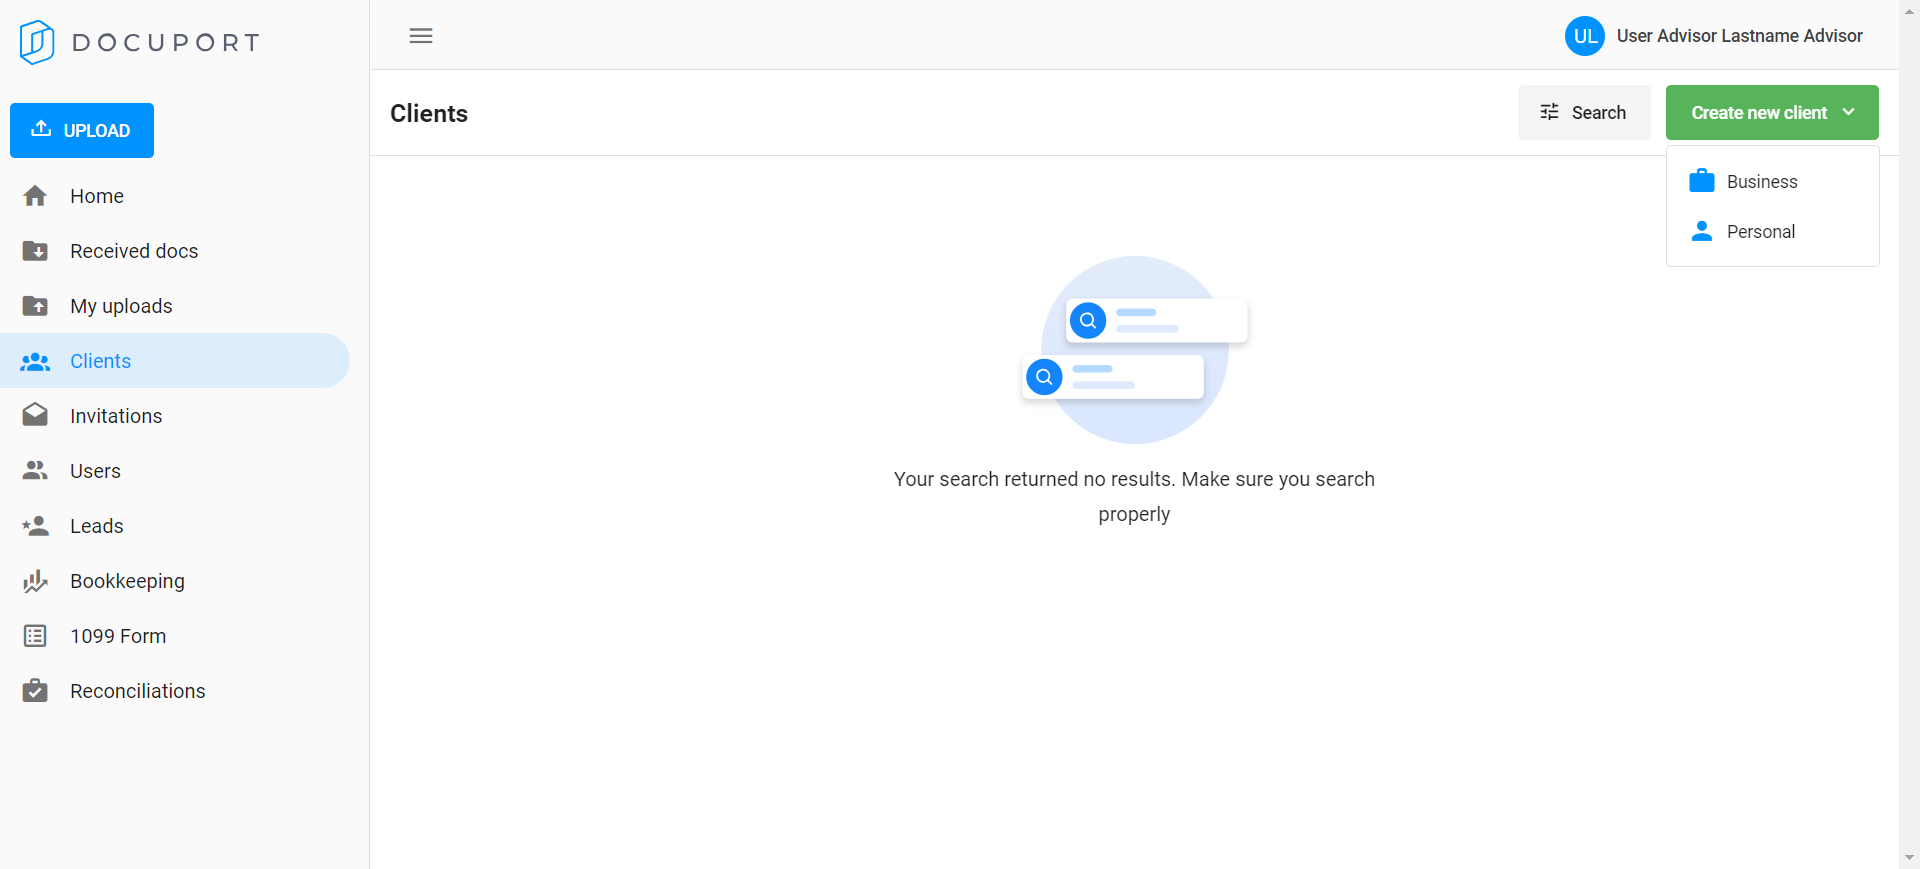 DOCUPORT
UL User Advisor Lastname Advisor
UPLOAD
Home
Received docs
My uploads
Clients
Invitations
Users
Leads
Bookkeeping
1099 Form
Reconciliations
Clients
Search
Create new client
Business
Personal
Your search returned no results. Make sure you search
properly